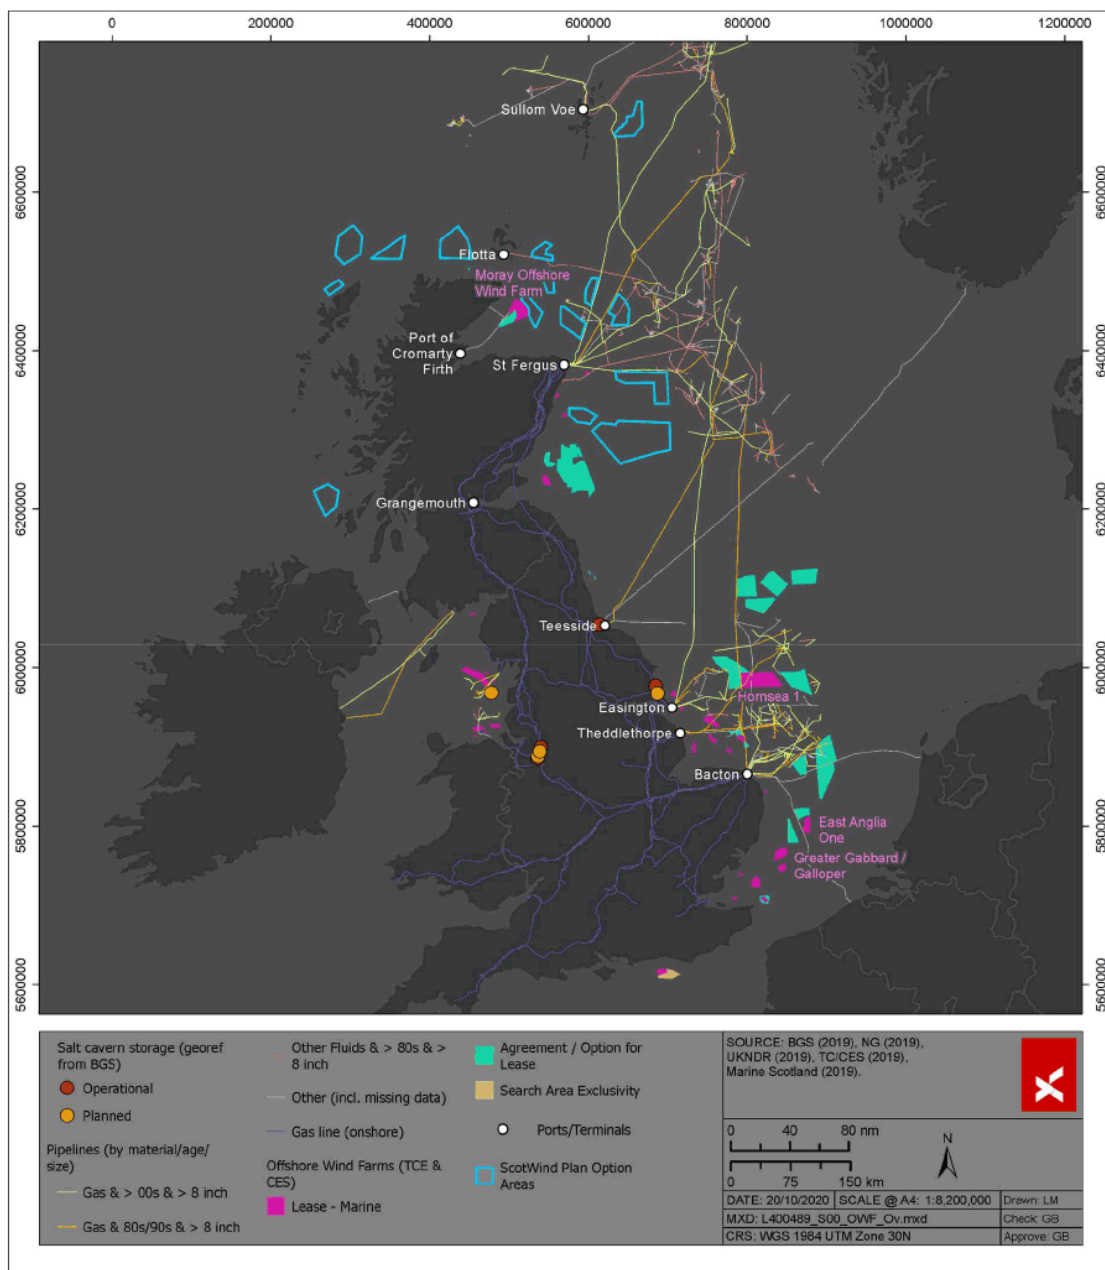 0
200000
400000
600000
800000
1000000
1200000
6600000
6400000
6200000
6000000
5800000
5600000
6600000
6400000
6200000
6000000
5800000
5600000
Sullom Voe
Flotta
Moray Offshore
Wind Farm
Port of
Cromarty
Firth
St Fergus
Grangemouth
Teesside
Easington
Hornsea 1
Theddlethorpe
Bacton
East Anglia
One
Greater Gabbard /
Galloper
Salt cavern storage (georef
from BGS)
Operational
Planned
Pipelines (by material/age/
size)
Gas & > 00s & > 8 inch
Gas & 80s/90s & > 8 inch
Other Fluids & > 80s & >
8 inch
Other (incl. missing data)
Gas line (onshore)
Offshore Wind Farms (TCE &
CES)
Lease - Marine
Agreement / Option for
Lease
Search Area Exclusivity
Ports/Terminals
ScotWind Plan Option
Areas
SOURCE: BGS (2019), NG (2019),
UKNDR (2019), TC/CES (2019),
Marine Scotland (2019).
0 40 80 nm
0 75 150 km
N
DATE: 20/10/2020 SCALE @ A4: 1:8,200,000 Drawn: LM
MXD: L400489_S00_OWF_Ov.mxd Check: GB
CRS: WGS 1984 UTM Zone 30N Approve: GB